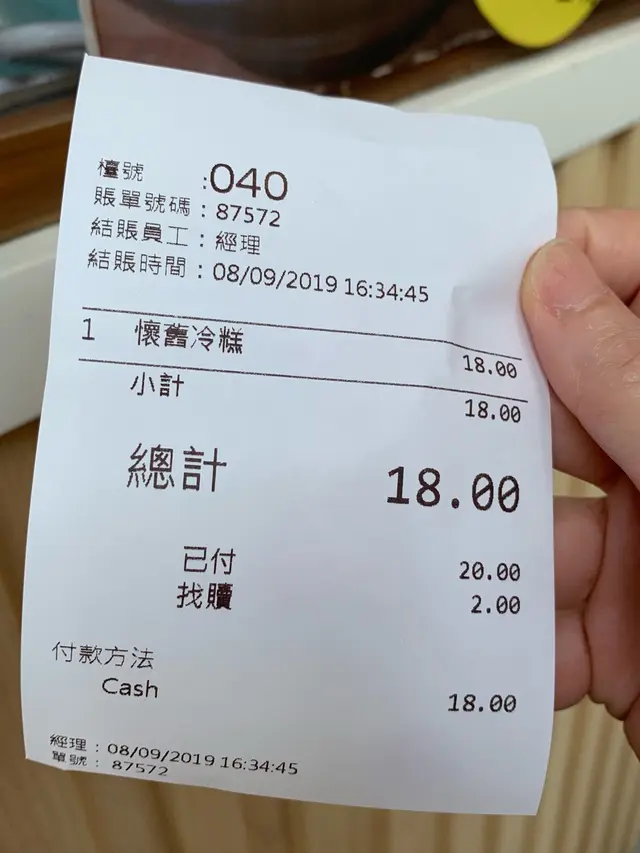 檯號 :040
賬單號碼 : 87572
結賬員工 : 經理
結賬時間 : 08/09/2019 16:34:45
1 懷舊冷糕 18.00
小計 18.00
總計 18.00
已付 20.00
找贖 2.00
付款方法
Cash 18.00
經理 : 08/09/2019 16:34:45
單號 : 87572